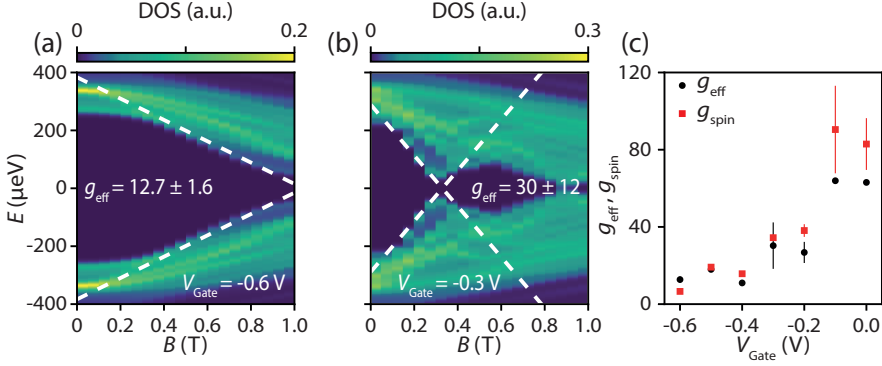 DOS (a.u.)
0 0.2
(a)
400
200
0
-200
-400
E (µeV)
g_eff = 12.7 ± 1.6
V_Gate = -0.6 V
0 0.2 0.4 0.6 0.8 1.0
B (T)
DOS (a.u.)
0 0.3
(b)
g_eff = 30 ± 12
V_Gate = -0.3 V
0 0.2 0.4 0.6 0.8 1.0
B (T)
(c)
120
80
40
0
g_eff, g_spin
g_eff
g_spin
-0.6 -0.4 -0.2 0.0
V_Gate (V)